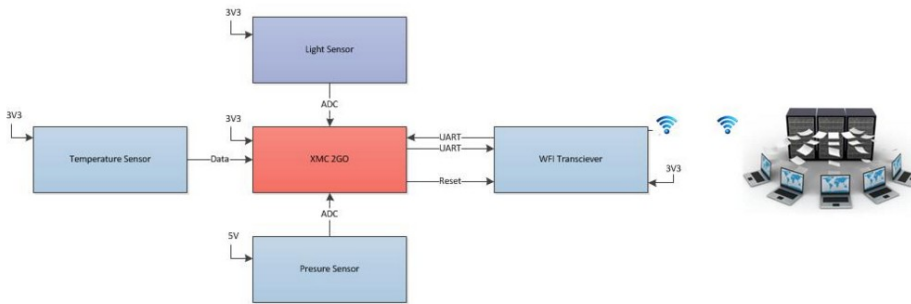 3V3
Light Sensor
ADC
3V3
Temperature Sensor
Data
3V3
XMC 2GO
UART
UART
Reset
WFI Transciever
3V3
ADC
5V
Presure Sensor